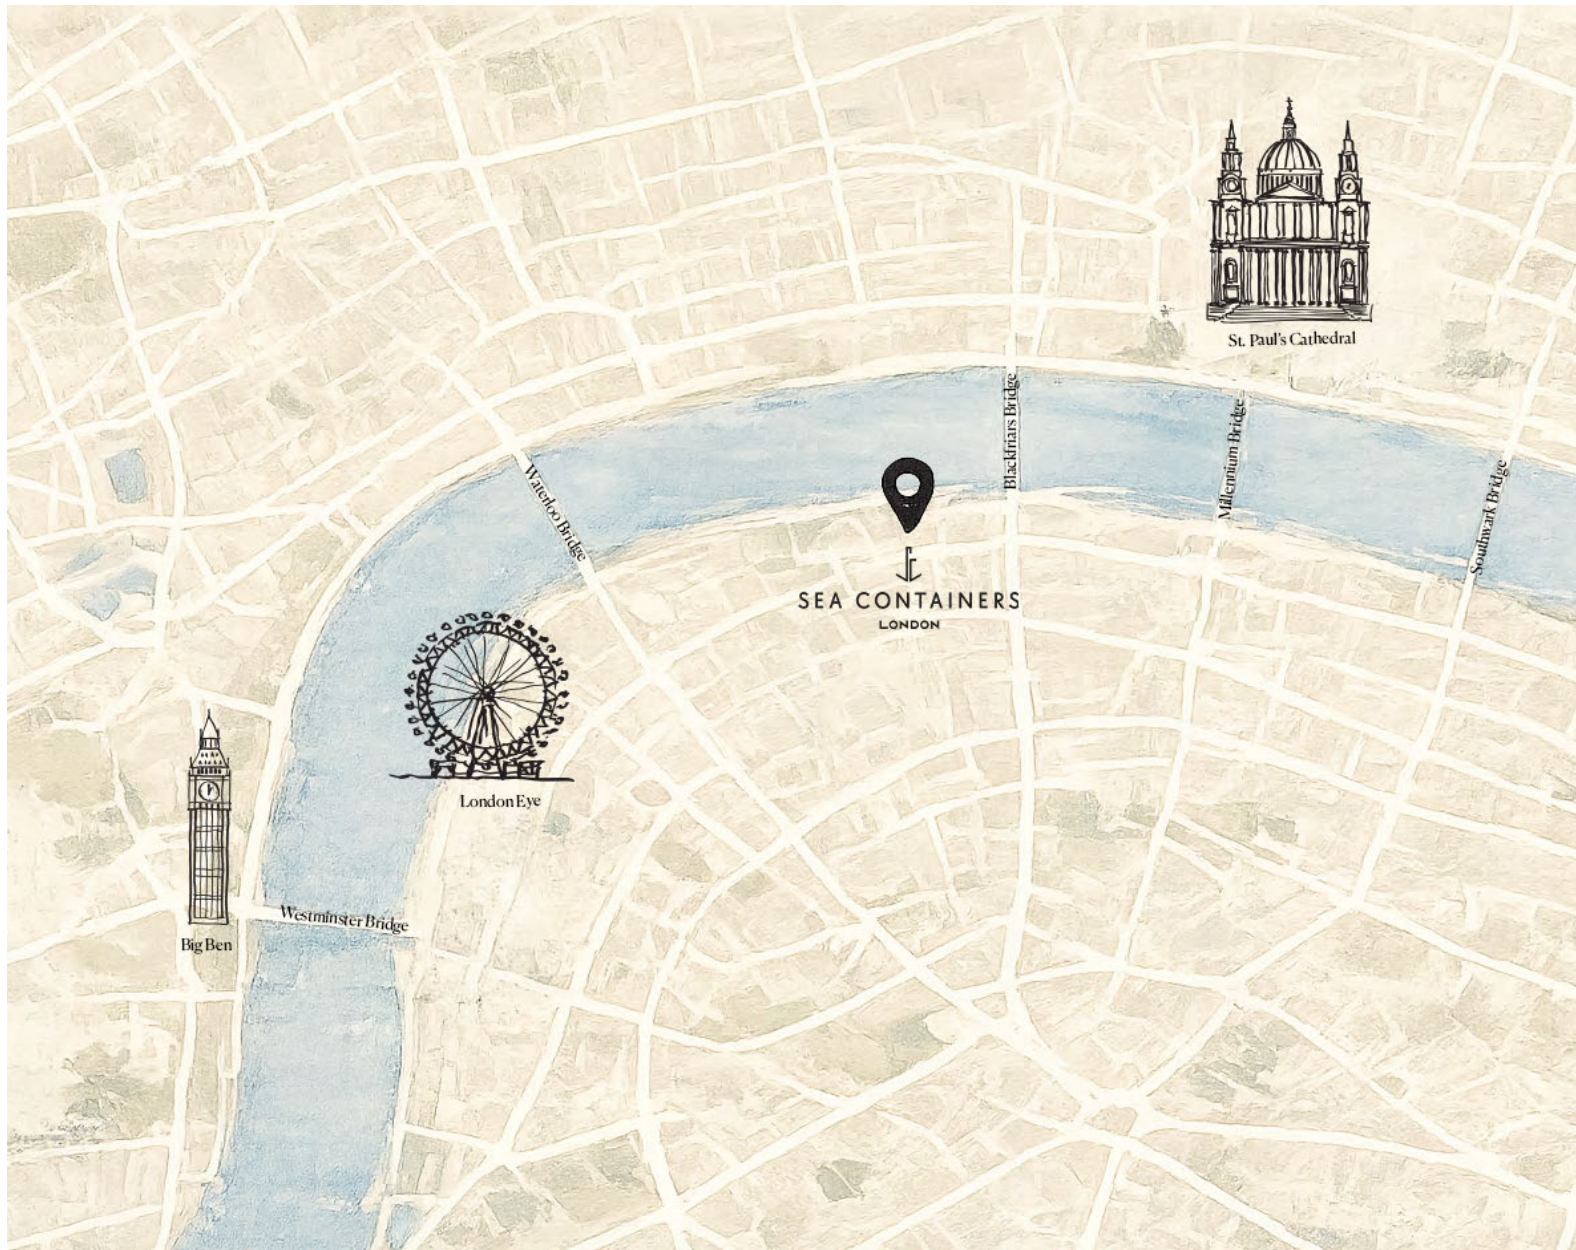 St. Paul's Cathedral
Blackfriars Bridge
Millennium Bridge
Southwark Bridge
Waterloo Bridge
SEA CONTAINERS
LONDON
London Eye
Westminster Bridge
Big Ben